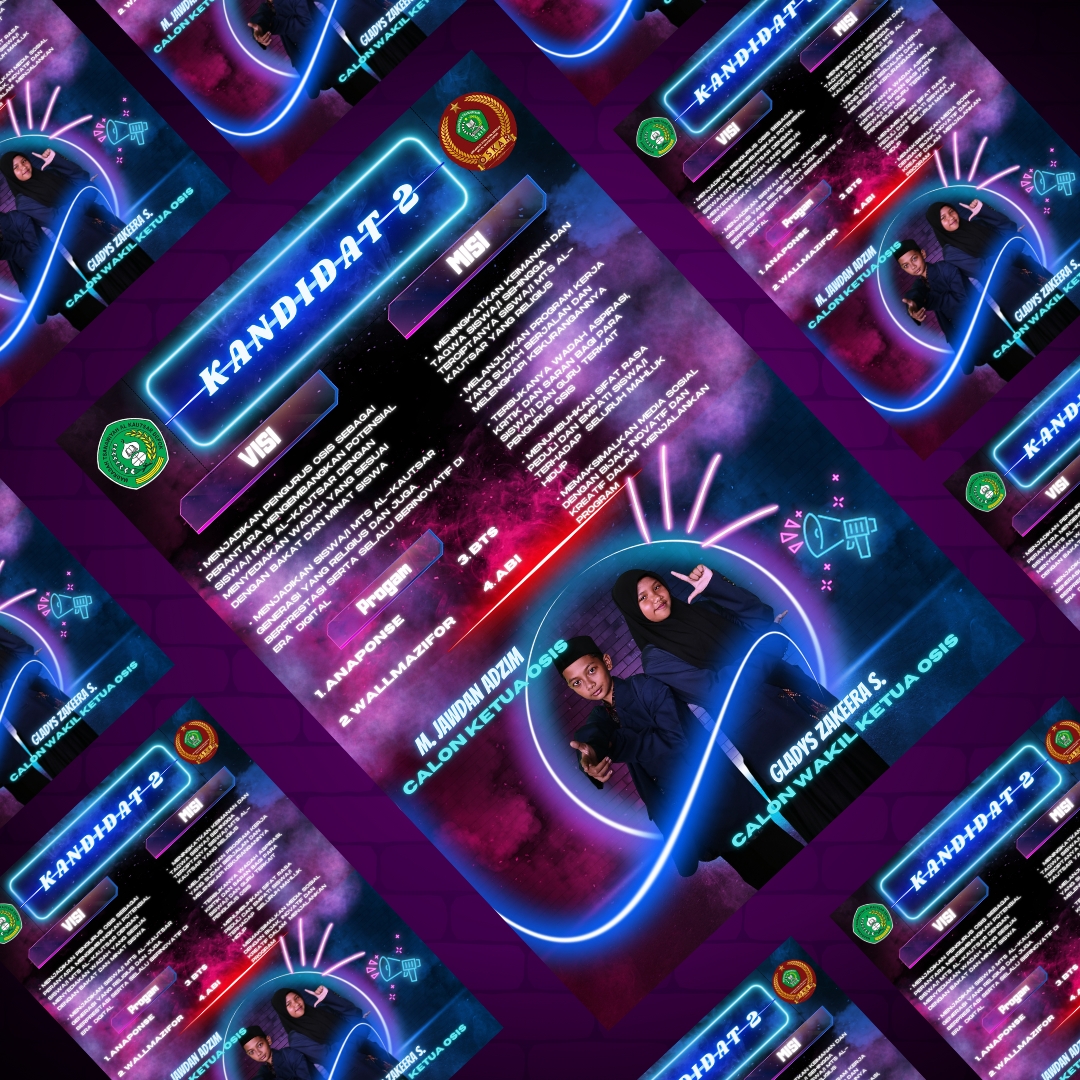 KANDIDAT 2
VISI
• MENJADIKAN PENGURUS OSIS SEBAGAI
PERANTARA MENGEMBANGKAN POTENSIAL
SISWA/I MTS AL-KAUTSAR DENGAN
MENYEDIAKAN WADAH YANG SESUAI
DENGAN BAKAT DAN MINAT SISWA
• MENJADIKAN SISWA/I MTS AL-KAUTSAR
GENERASI YANG RELIGIUS DAN JUGA
BERPRESTASI SERTA SELALU BERINOVATIF DI
ERA DIGITAL
MISI
• MENINGKATKAN KEIMANAN DAN
TAQWA SISWA/I SEHINGGA
TERCIPTANYA SISWA/I MTS AL-
KAUTSAR YANG RELIGIUS
• MELANJUTKAN PROGRAM KERJA
YANG SUDAH BERJALAN DAN
MELENGKAPI KEKURANGANNYA
• TERBUKANYA WADAH ASPIRASI,
KRITIK DAN SARAN BAGI PARA
SISWA/I DAN GURU TERKAIT
PENGURUS OSIS
• MENUMBUHKAN SIFAT RASA
PEDULI DAN EMPATI SISWA/I
TERHADAP SELURUH MAHLUK
HIDUP
• MEMAKSIMALKAN MEDIA SOSIAL
DENGAN BIJAK, INOVATIF DAN
KREATIF DALAM MENJALANKAN
PROGRAM
Progam
1.ANAPONSE
2.WALLMAZIFOR
3.BTS
4.ABI
M. JAWDAN ADZIM
CALON KETUA OSIS
GLADYS ZAKEERA S.
CALON WAKIL KETUA OSIS